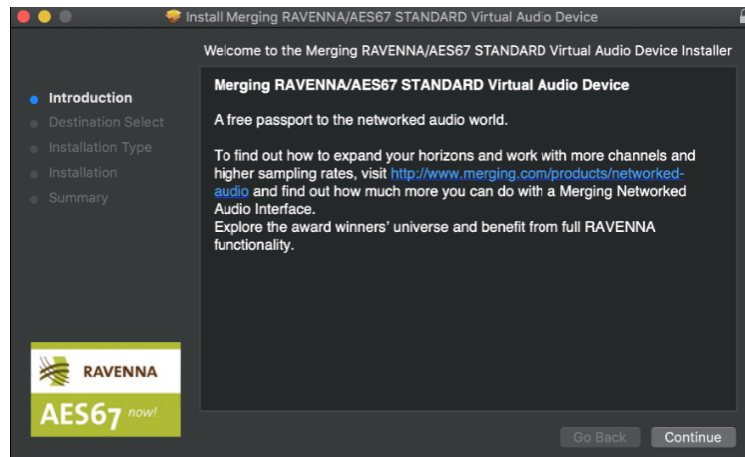 Install Merging RAVENNA/AES67 STANDARD Virtual Audio Device
Welcome to the Merging RAVENNA/AES67 STANDARD Virtual Audio Device Installer
Introduction
Destination Select
Installation Type
Installation
Summary
Merging RAVENNA/AES67 STANDARD Virtual Audio Device
A free passport to the networked audio world.
To find out how to expand your horizons and work with more channels and
higher sampling rates, visit http://www.merging.com/products/networked-
audio and find out how much more you can do with a Merging Networked
Audio Interface.
Explore the award winners' universe and benefit from full RAVENNA
functionality.
RAVENNA
AES67 now!
Go Back
Continue